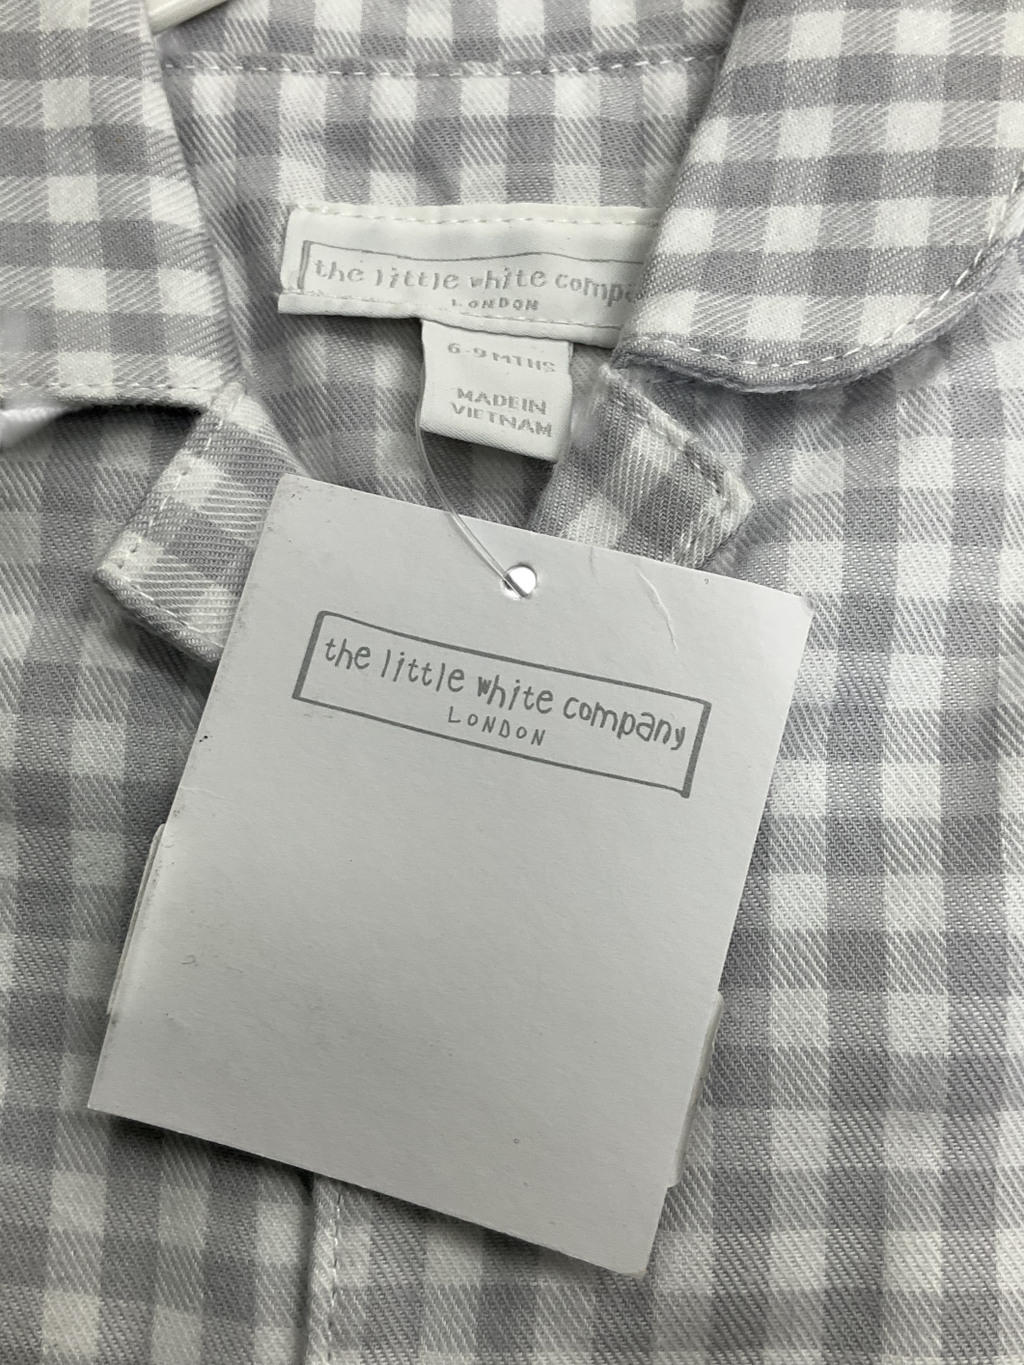 the little white compa
LONDON
6-9 MTHS
MADE IN
VIETNAM
the little white company
LONDON